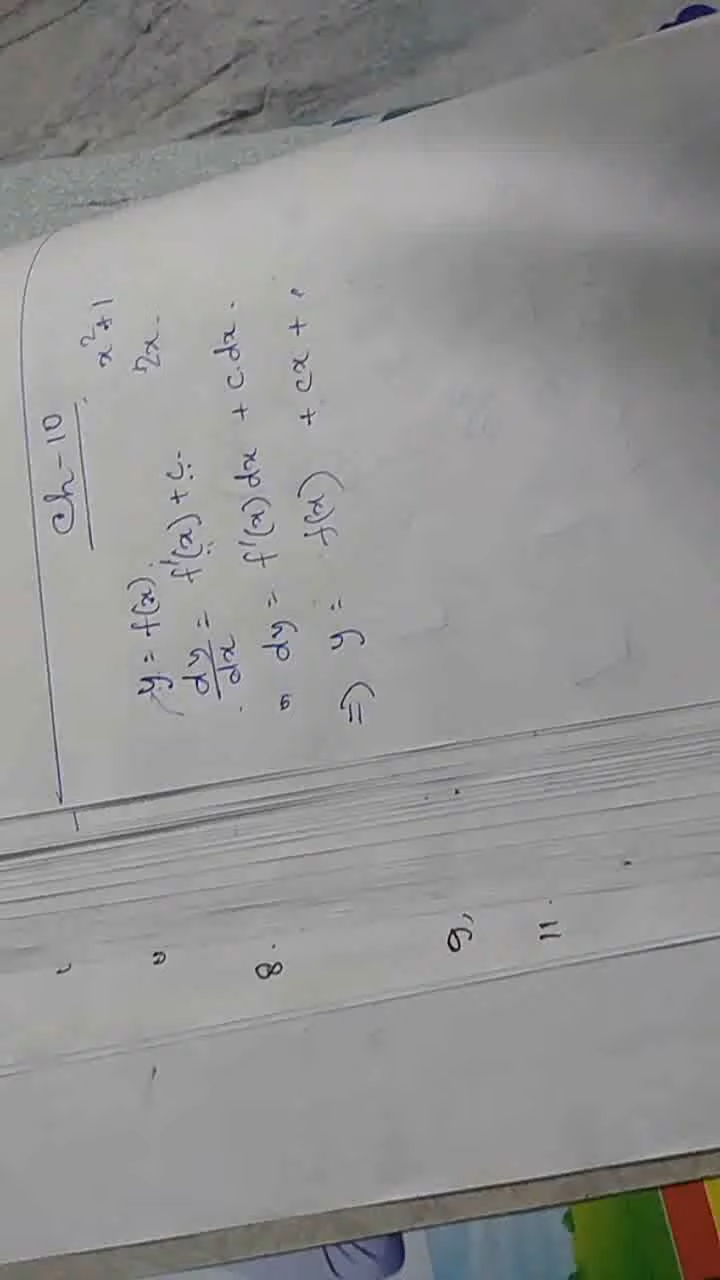 Ch-10
x²+1
y = f(x).
2x.
dy/dx = f'(x) + c.
dy = f'(x) dx + c.dx.
=> y = f(x) + cx +
8.
9,
11.